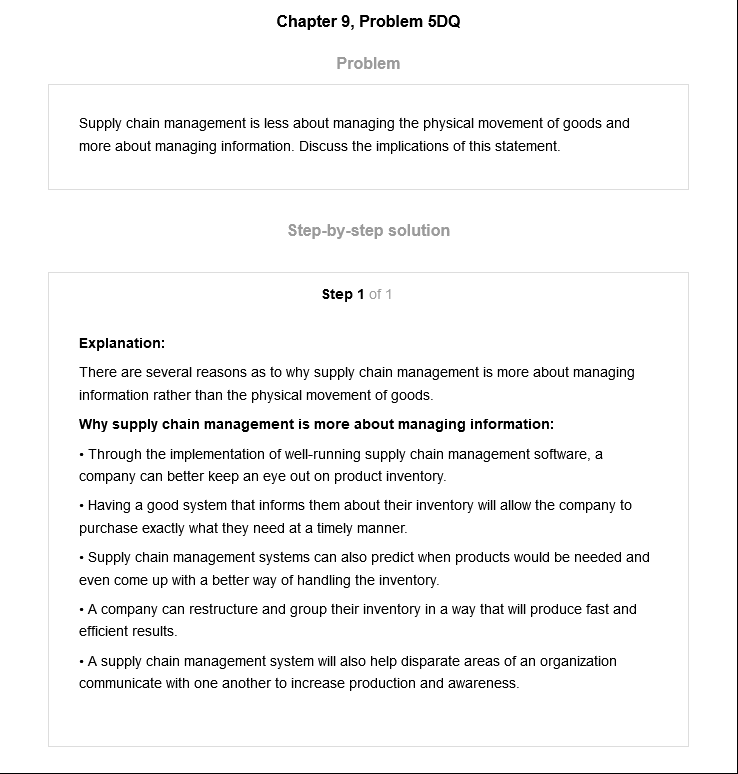 Chapter 9, Problem 5DQ
Problem
Supply chain management is less about managing the physical movement of goods and
more about managing information. Discuss the implications of this statement.
Step-by-step solution
Step 1 of 1
Explanation:
There are several reasons as to why supply chain management is more about managing
information rather than the physical movement of goods.
Why supply chain management is more about managing information:
• Through the implementation of well-running supply chain management software, a
company can better keep an eye out on product inventory.
• Having a good system that informs them about their inventory will allow the company to
purchase exactly what they need at a timely manner.
• Supply chain management systems can also predict when products would be needed and
even come up with a better way of handling the inventory.
• A company can restructure and group their inventory in a way that will produce fast and
efficient results.
• A supply chain management system will also help disparate areas of an organization
communicate with one another to increase production and awareness.